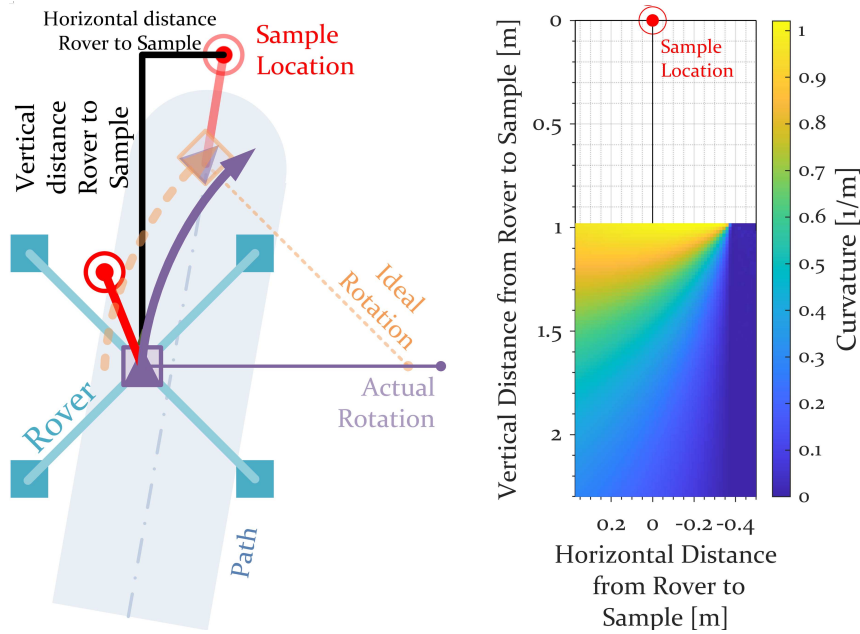 Horizontal distance
Rover to Sample
Sample
Location
Vertical
distance
Rover to
Sample
Ideal
Rotation
Actual
Rotation
Rover
Path
Vertical Distance from Rover to Sample [m]
0
0.5
1
1.5
2
Sample
Location
0.2 0 -0.2 -0.4
Horizontal Distance
from Rover to
Sample [m]
1
0.9
0.8
0.7
0.6
0.5
0.4
0.3
0.2
0.1
0
Curvature [1/m]